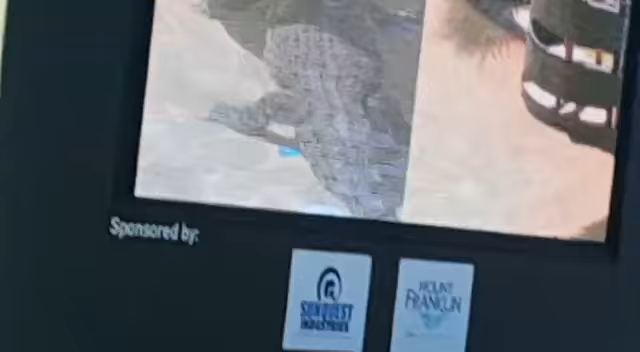 Sponsored by:
SUNQUEST
INDUSTRIES
MOUNT
FRANKLIN